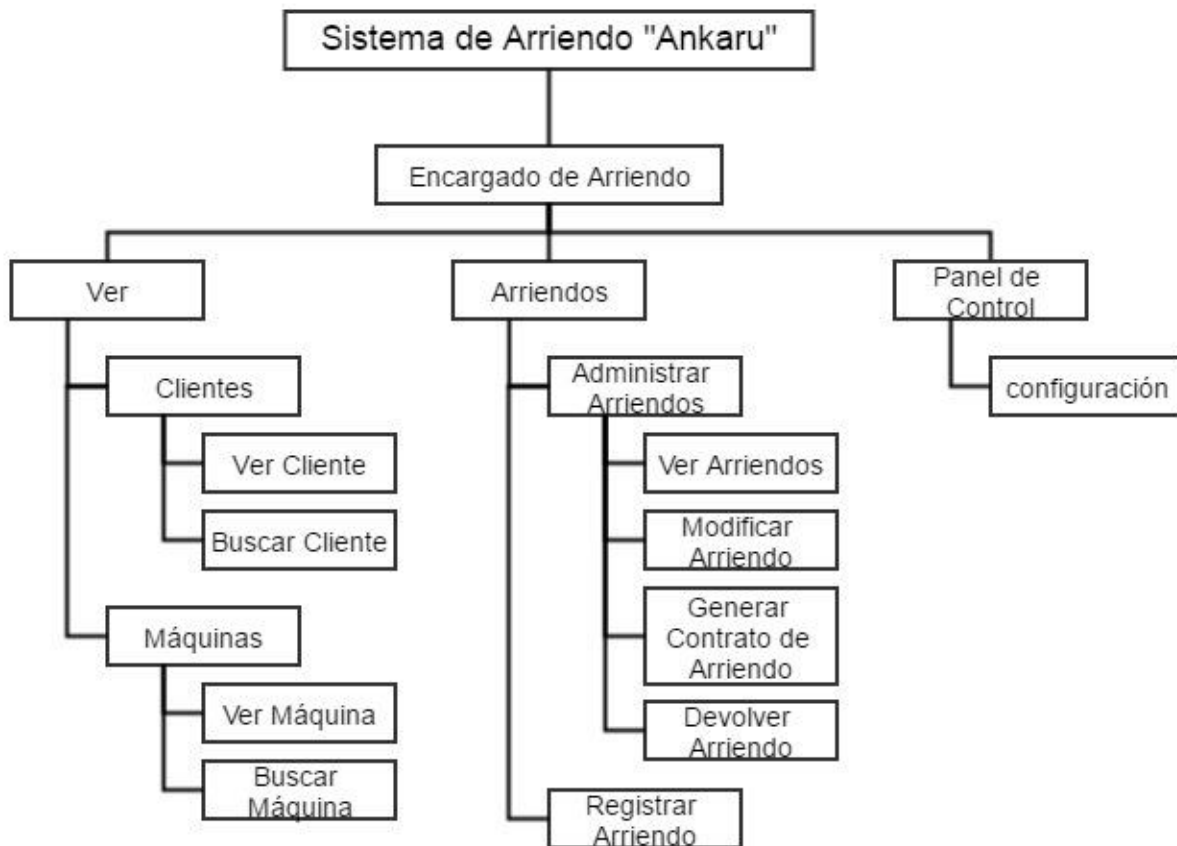 Sistema de Arriendo "Ankaru"
Encargado de Arriendo
Ver
Arriendos
Panel de
Control
Clientes
Administrar
Arriendos
configuración
Ver Cliente
Ver Arriendos
Buscar Cliente
Modificar
Arriendo
Máquinas
Generar
Contrato de
Arriendo
Ver Máquina
Devolver
Arriendo
Buscar
Máquina
Registrar
Arriendo